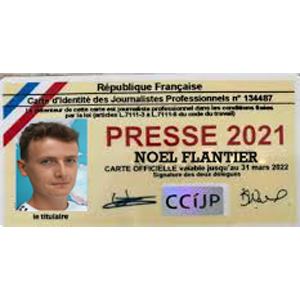 République Française
Carte d'Identité des Journalistes Professionnels n° 134487
Le détenteur de cette carte est journaliste professionnel dans les conditions fixées
par la loi (articles L.7111-3 à L.7111-5 du code du travail)
PRESSE 2021
NOEL FLANTIER
CARTE OFFICIELLE valable jusqu'au 31 mars 2022
Signature des deux délégués
CCiJP
le titulaire